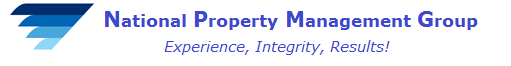 National Property Management Group
Experience, Integrity, Results!